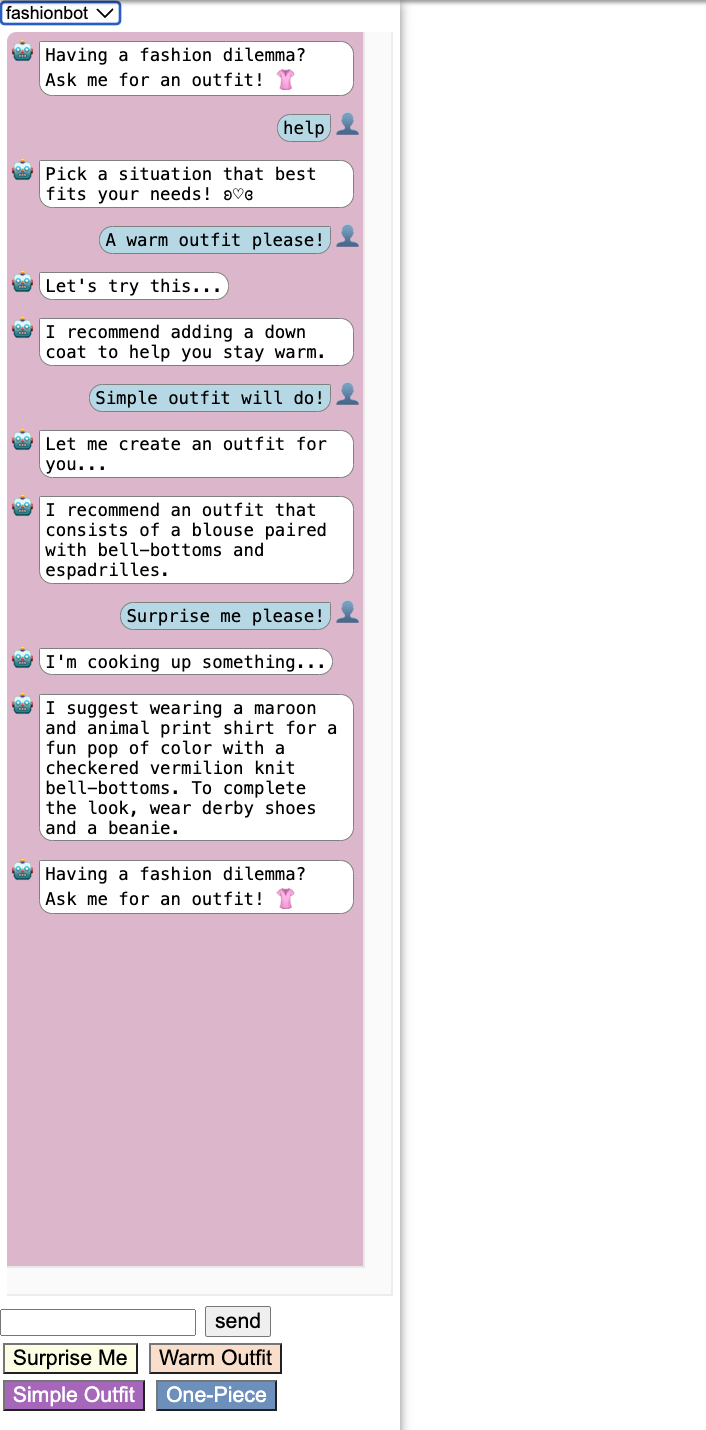 fashionbot
Having a fashion dilemma?
Ask me for an outfit! 👚
help
Pick a situation that best
fits your needs! ʚ♡ɞ
A warm outfit please!
Let's try this...
I recommend adding a down
coat to help you stay warm.
Simple outfit will do!
Let me create an outfit for
you...
I recommend an outfit that
consists of a blouse paired
with bell-bottoms and
espadrilles.
Surprise me please!
I'm cooking up something...
I suggest wearing a maroon
and animal print shirt for a
fun pop of color with a
checkered vermilion knit
bell-bottoms. To complete
the look, wear derby shoes
and a beanie.
Having a fashion dilemma?
Ask me for an outfit! 👚
send
Surprise Me Warm Outfit
Simple Outfit One-Piece